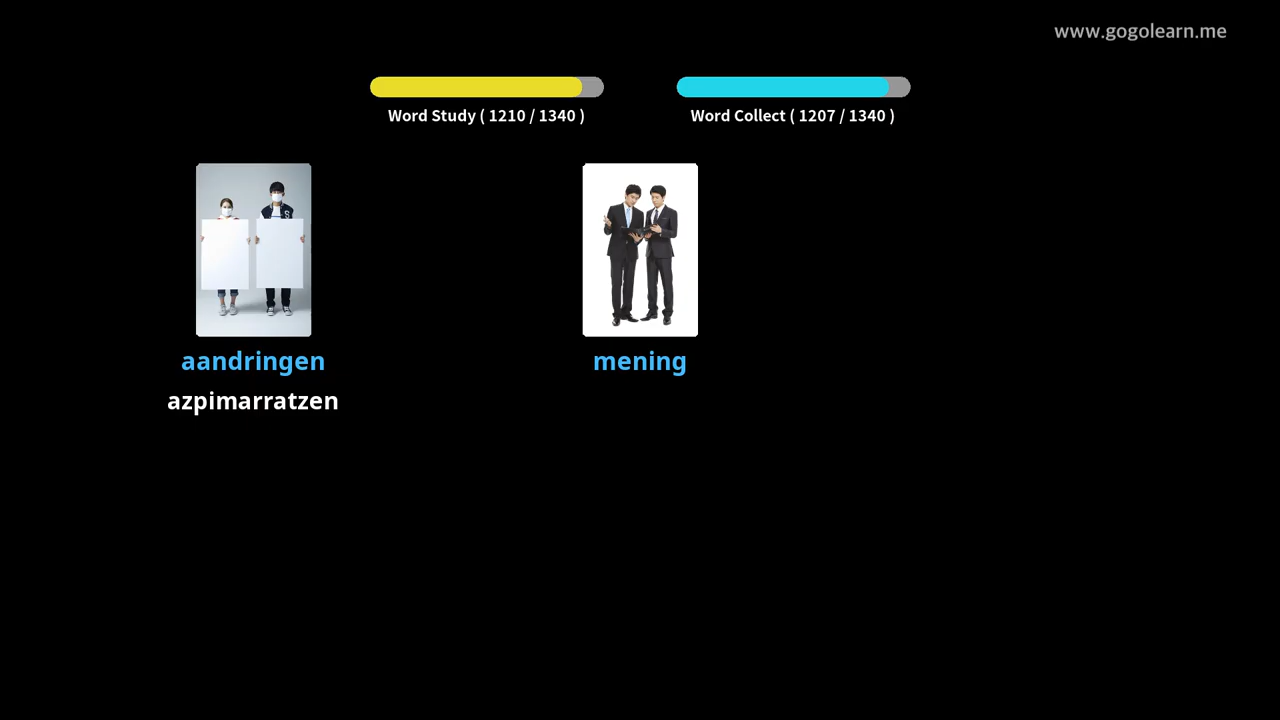 www.gogolearn.me
Word Study ( 1210 / 1340 )
Word Collect ( 1207 / 1340 )
aandringen
azpimarratzen
mening